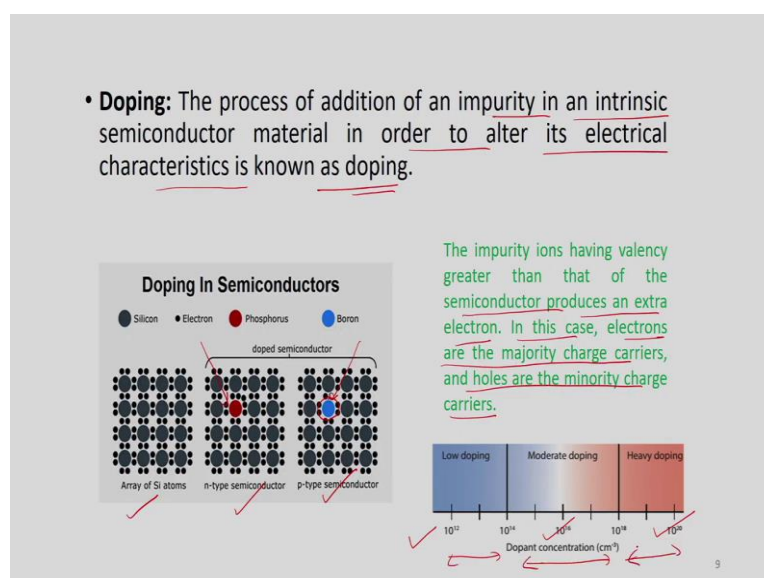 • Doping: The process of addition of an impurity in an intrinsic
semiconductor material in order to alter its electrical
characteristics is known as doping.
Doping In Semiconductors
Silicon
Electron
Phosphorus
Boron
doped semiconductor
Array of Si atoms
n-type semiconductor
p-type semiconductor
The impurity ions having valency
greater than that of the
semiconductor produces an extra
electron. In this case, electrons
are the majority charge carriers,
and holes are the minority charge
carriers.
Low doping
Moderate doping
Heavy doping
10¹² 10¹⁴ 10¹⁶ 10¹⁸ 10²⁰
Dopant concentration (cm⁻³)
9